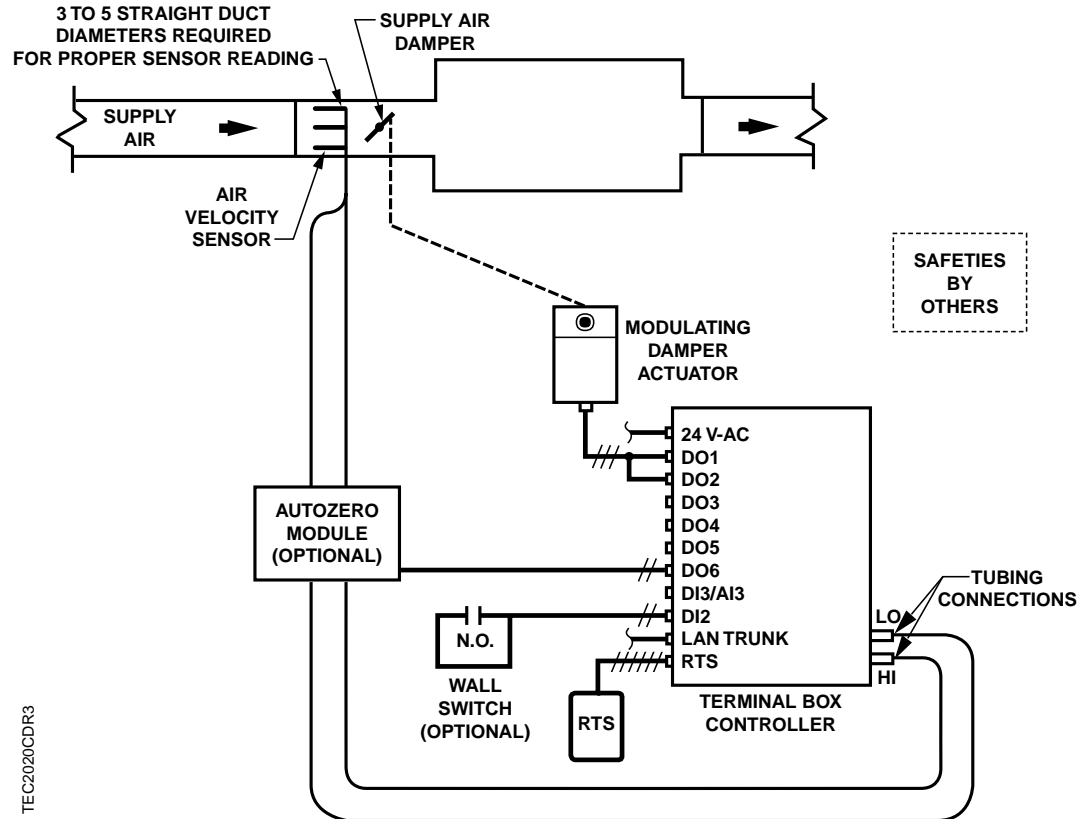 3 TO 5 STRAIGHT DUCT
DIAMETERS REQUIRED
FOR PROPER SENSOR READING
SUPPLY AIR
DAMPER
SUPPLY
AIR
AIR
VELOCITY
SENSOR
SAFETIES
BY
OTHERS
MODULATING
DAMPER
ACTUATOR
24 V-AC
DO1
DO2
DO3
DO4
DO5
DO6
DI3/AI3
DI2
LAN TRUNK
RTS
AUTOZERO
MODULE
(OPTIONAL)
TUBING
CONNECTIONS
LO
HI
N.O.
WALL
SWITCH
(OPTIONAL)
RTS
TERMINAL BOX
CONTROLLER
TEC2020CDR3